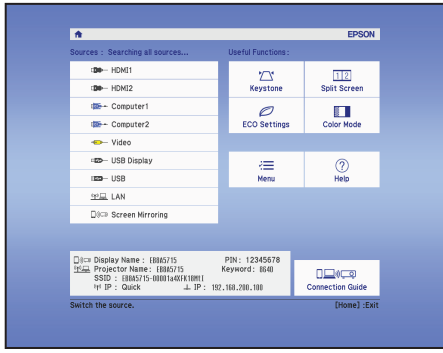 EPSON
Sources : Searching all sources...
Useful Functions:
HDMI1
HDMI2
Computer1
Computer2
Video
USB Display
USB
LAN
Screen Mirroring
Keystone
1 2
Split Screen
ECO Settings
Color Mode
Menu
?
Help
Display Name : EB8A5715
PIN: 12345678
Projector Name: EB8A5715
Keyword: 8640
SSID :
IP : Quick
IP : 192.168.200.100
Connection Guide
Switch the source.
[Home] :Exit